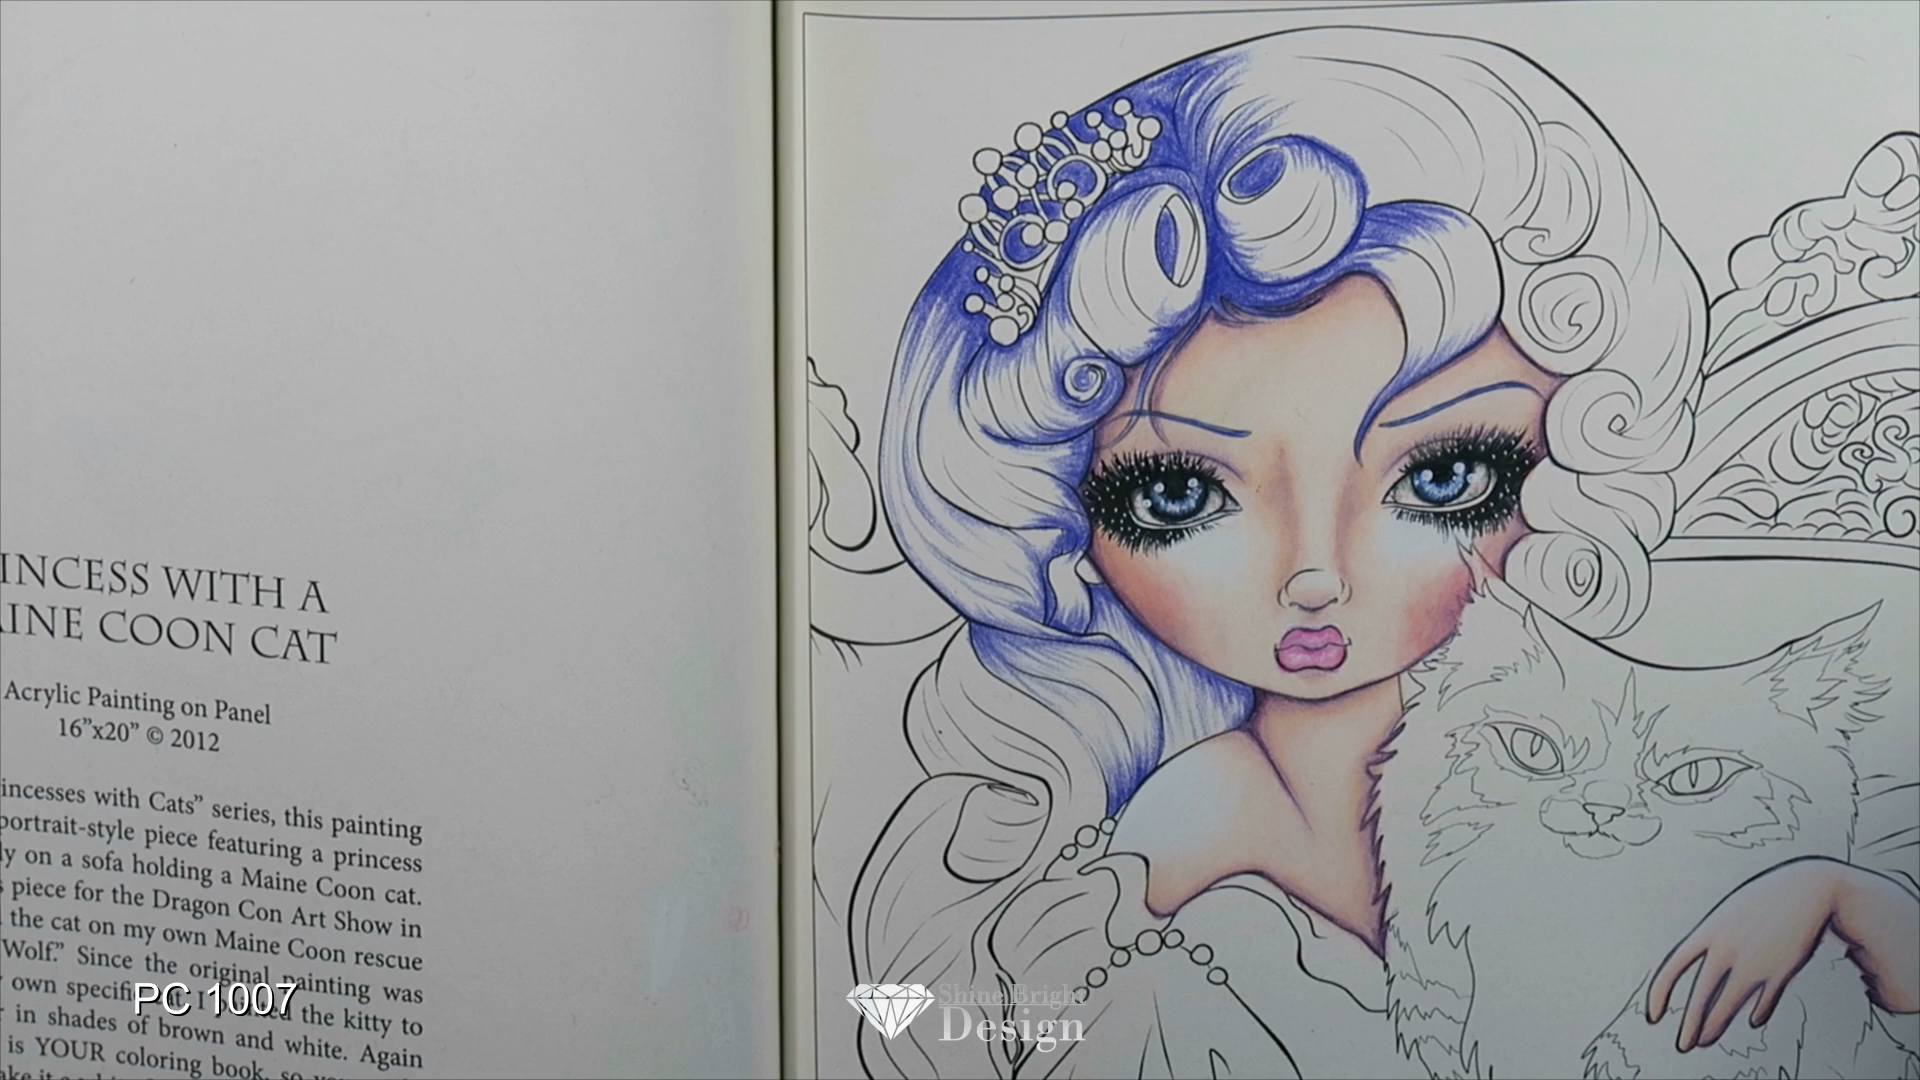 INCESS WITH A
AINE COON CAT
Acrylic Painting on Panel
16”x20” © 2012
incesses with Cats” series, this painting
portrait-style piece featuring a princess
ly on a sofa holding a Maine Coon cat.
s piece for the Dragon Con Art Show in
the cat on my own Maine Coon rescue
Wolf.” Since the original painting was
own specific I the kitty to
in shades of brown and white. Again
is YOUR coloring book, so
PC 1007
Shine Bright
Design